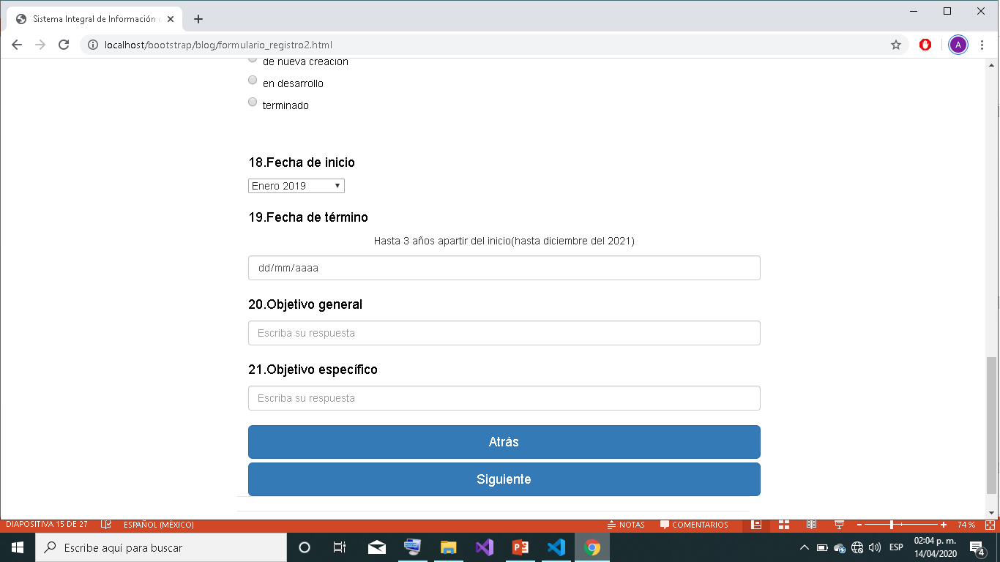 Sistema Integral de Información
localhost/bootstrap/blog/formulario_registro2.html
A
de nueva creación
en desarrollo
terminado
18.Fecha de inicio
Enero 2019
19.Fecha de término
Hasta 3 años apartir del inicio(hasta diciembre del 2021)
dd/mm/aaaa
20.Objetivo general
Escriba su respuesta
21.Objetivo específico
Escriba su respuesta
Atrás
Siguiente
DIAPOSITIVA 15 DE 27 ESPAÑOL (MÉXICO) NOTAS COMENTARIOS 74 %
Escribe aquí para buscar
ESP
02:04 p. m.
14/04/2020
4